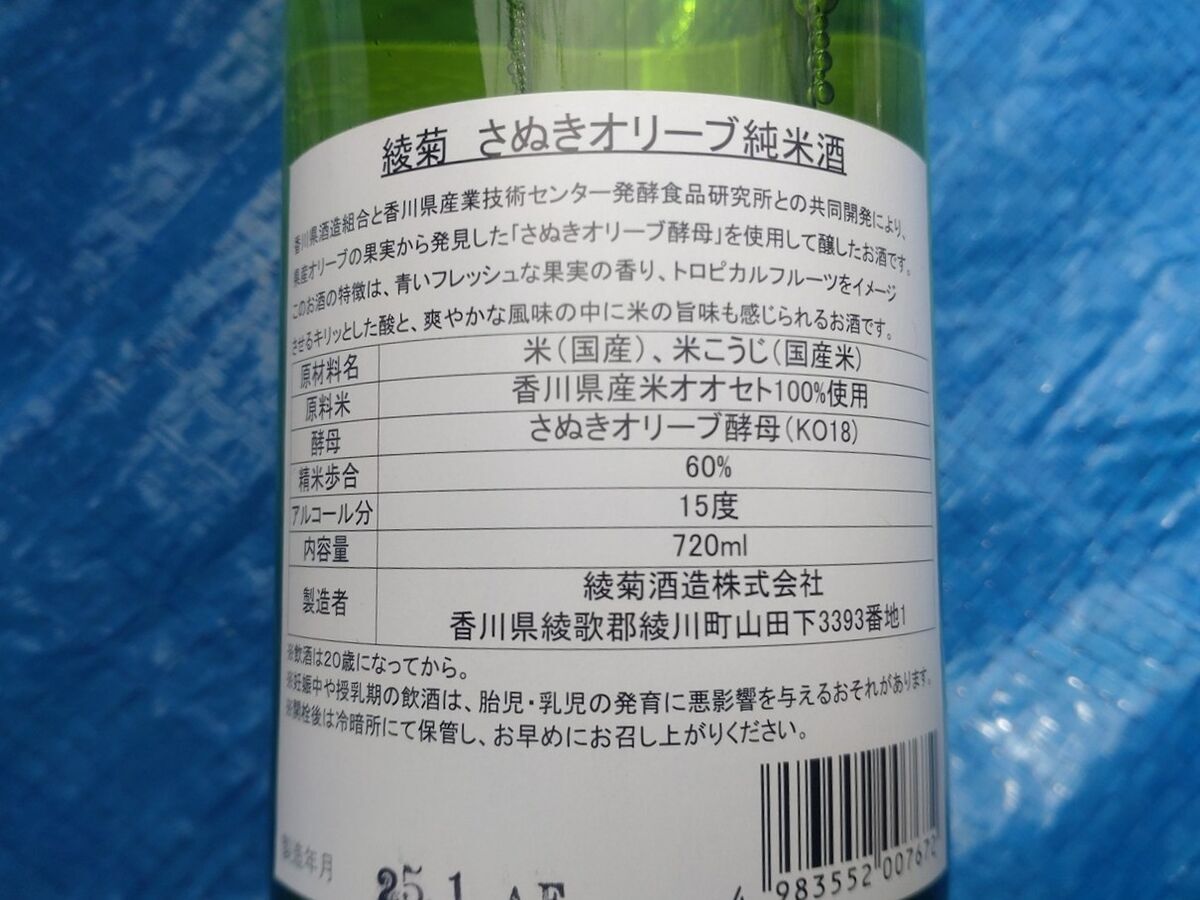 綾菊 さぬきオリーブ純米酒
香川県酒造組合と香川県産業技術センター発酵食品研究所との共同開発により、
県産オリーブの果実から発見した「さぬきオリーブ酵母」を使用して醸したお酒です。
このお酒の特徴は、青いフレッシュな果実の香り、トロピカルフルーツをイメージ
させるキリッとした酸と、爽やかな風味の中に米の旨味も感じられるお酒です。
原材料名 米(国産)、米こうじ(国産米)
原料米 香川県産米オオセト100%使用
酵母 さぬきオリーブ酵母(KO18)
精米歩合 60%
アルコール分 15度
内容量 720ml
製造者 綾菊酒造株式会社
香川県綾歌郡綾川町山田下3393番地1
※飲酒は20歳になってから。
※妊娠中や授乳期の飲酒は、胎児・乳児の発育に悪影響を与えるおそれがあります。
※開栓後は冷暗所にて保管し、お早めにお召し上がりください。
製造年月 25.1
4 983552 007672